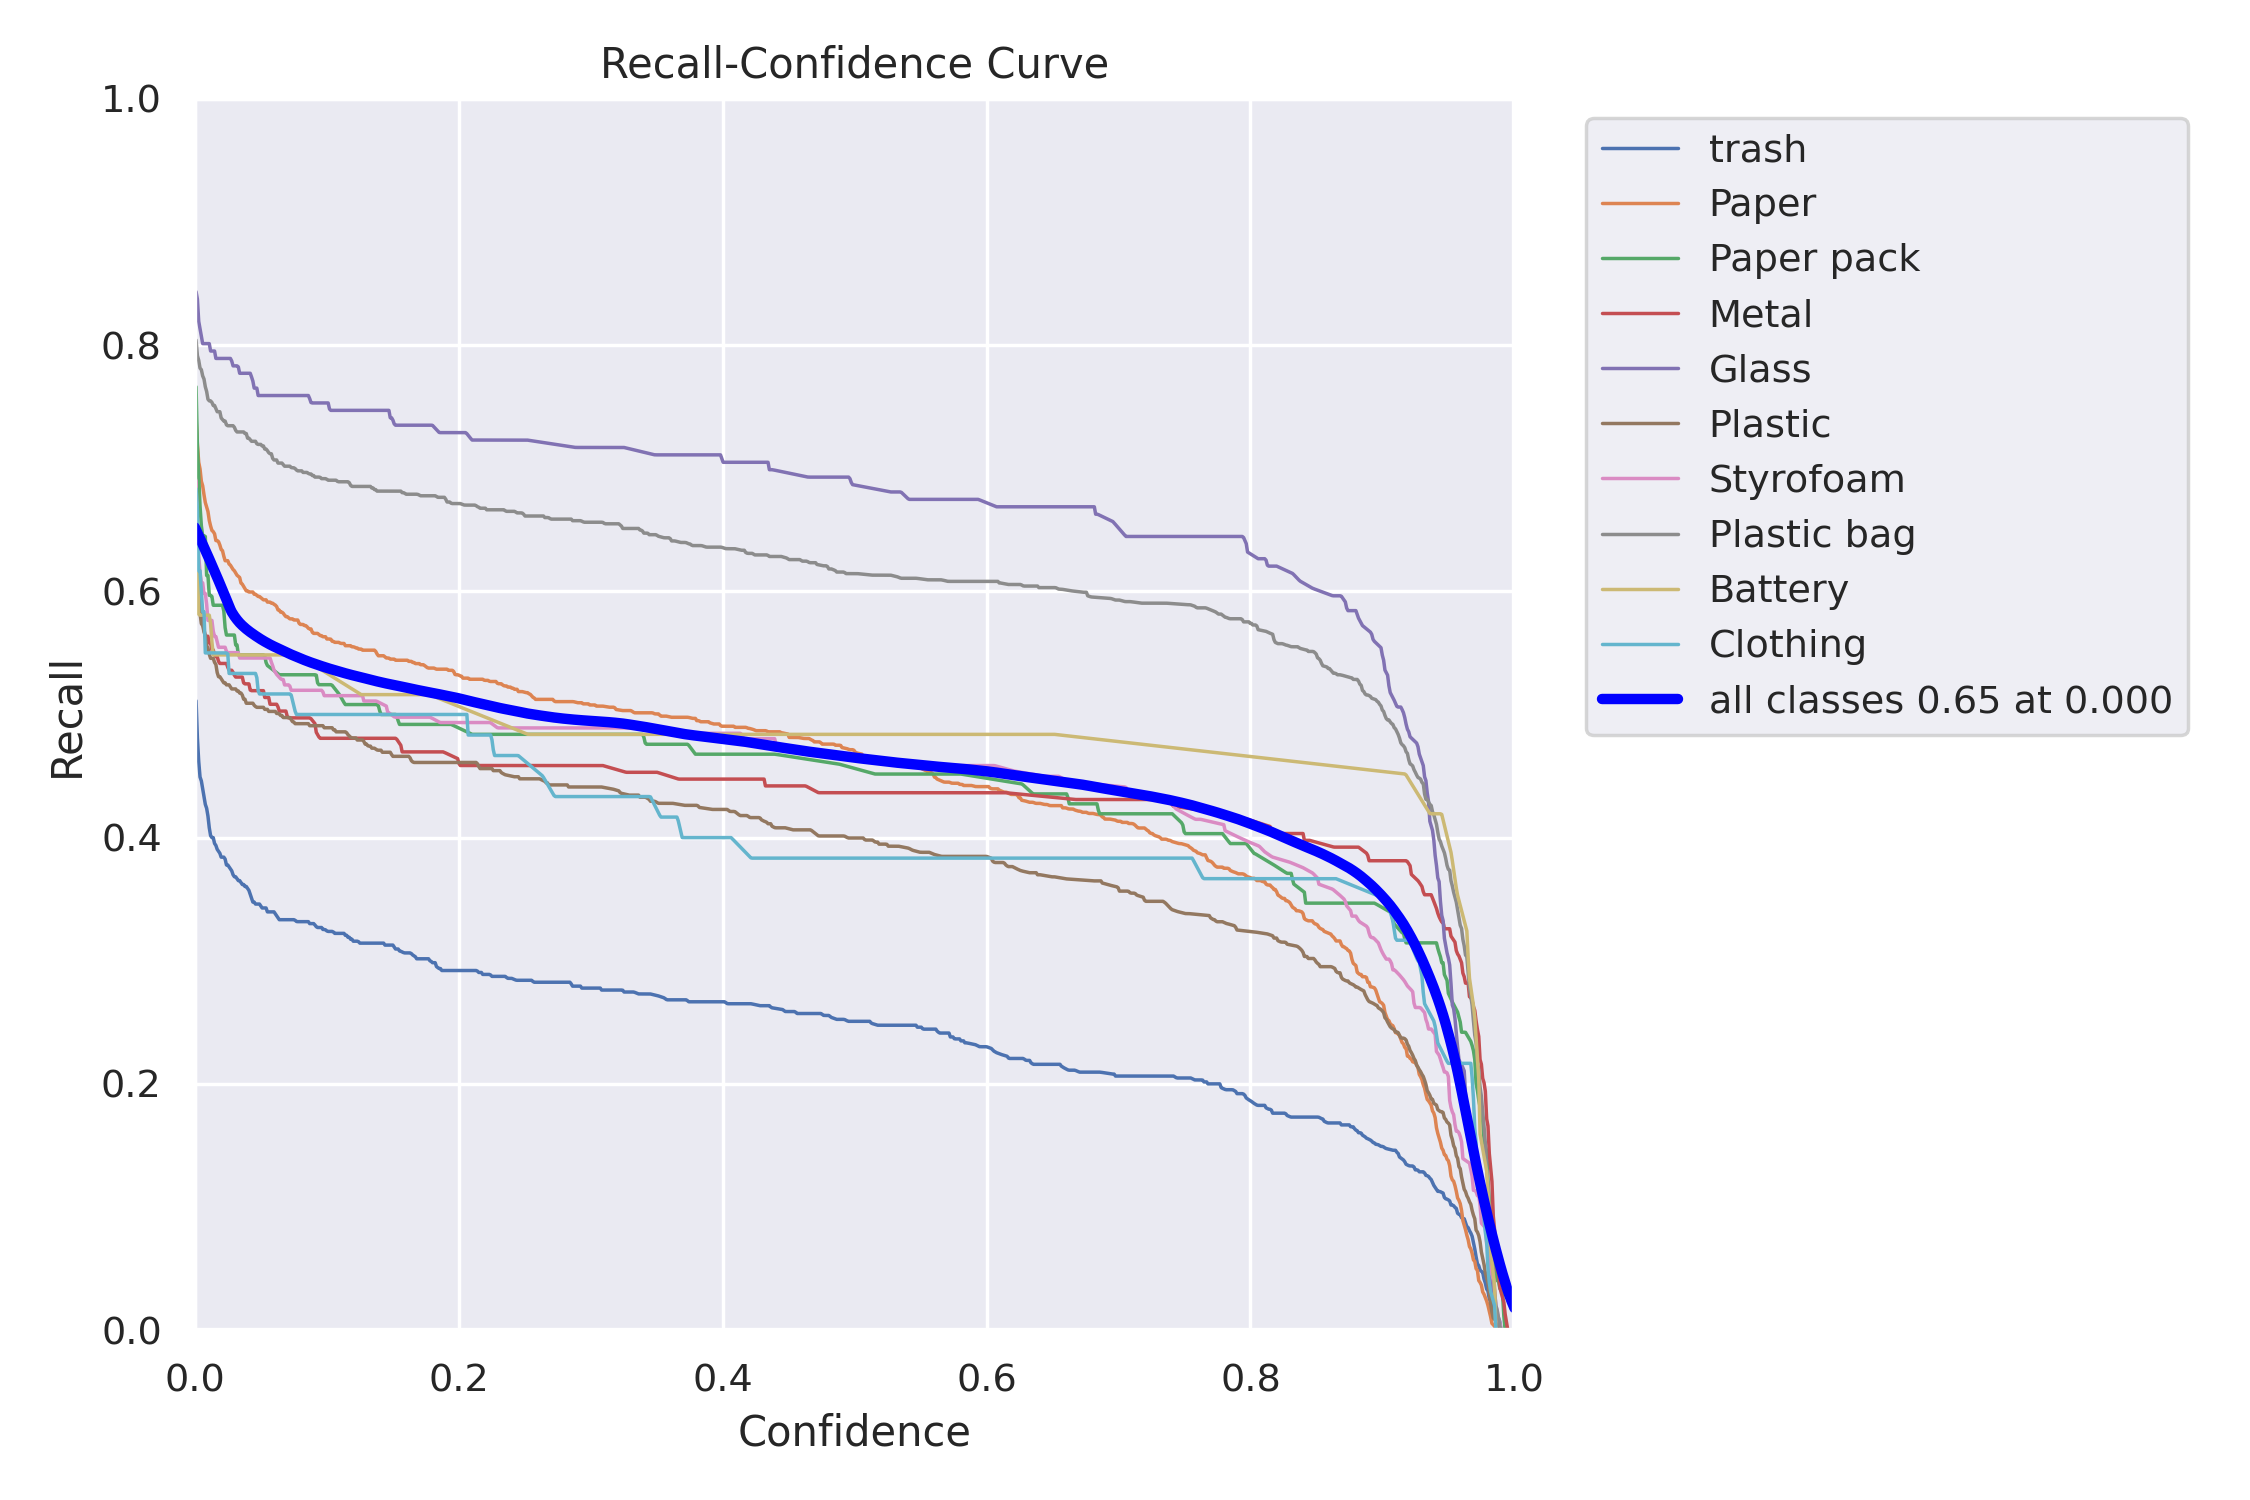 Recall-Confidence Curve
1.0
0.8
0.6
0.4
0.2
0.0
Recall
0.0 0.2 0.4 0.6 0.8 1.0
Confidence
trash
Paper
Paper pack
Metal
Glass
Plastic
Styrofoam
Plastic bag
Battery
Clothing
all classes 0.65 at 0.000